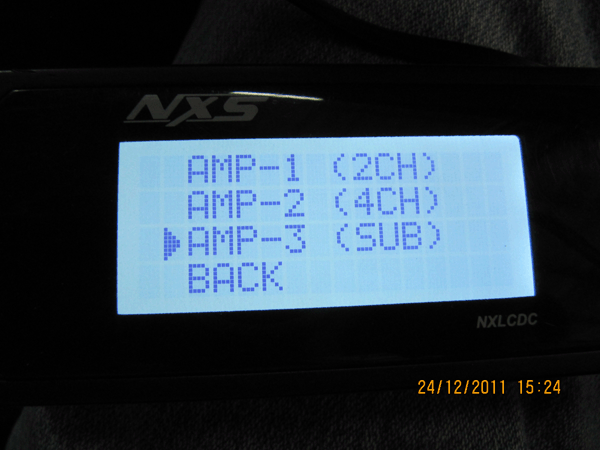 NXS
AMP-1 (2CH)
AMP-2 (4CH)
AMP-3 (SUB)
BACK
NXLCDC
24/12/2011 15:24